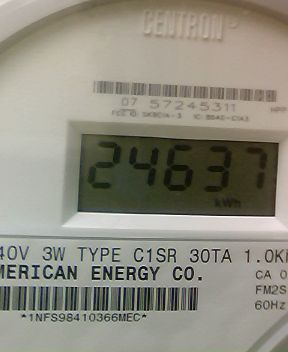 CENTRON
07 57245311
24637
kWh
40V 3W TYPE C1SR 30TA 1.0K
MERICAN ENERGY CO.
CA 0
FM2S
60Hz
*1NFS98410366MEC*